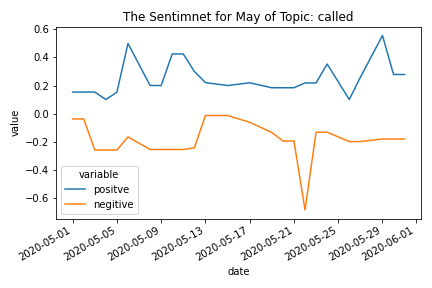 The Sentimnet for May of Topic: called
0.6
0.4
0.2
0.0
−0.2
−0.4
−0.6
value
variable
positve
negitive
2020-05-01
2020-05-05
2020-05-09
2020-05-13
2020-05-17
2020-05-21
2020-05-25
2020-05-29
2020-06-01
date